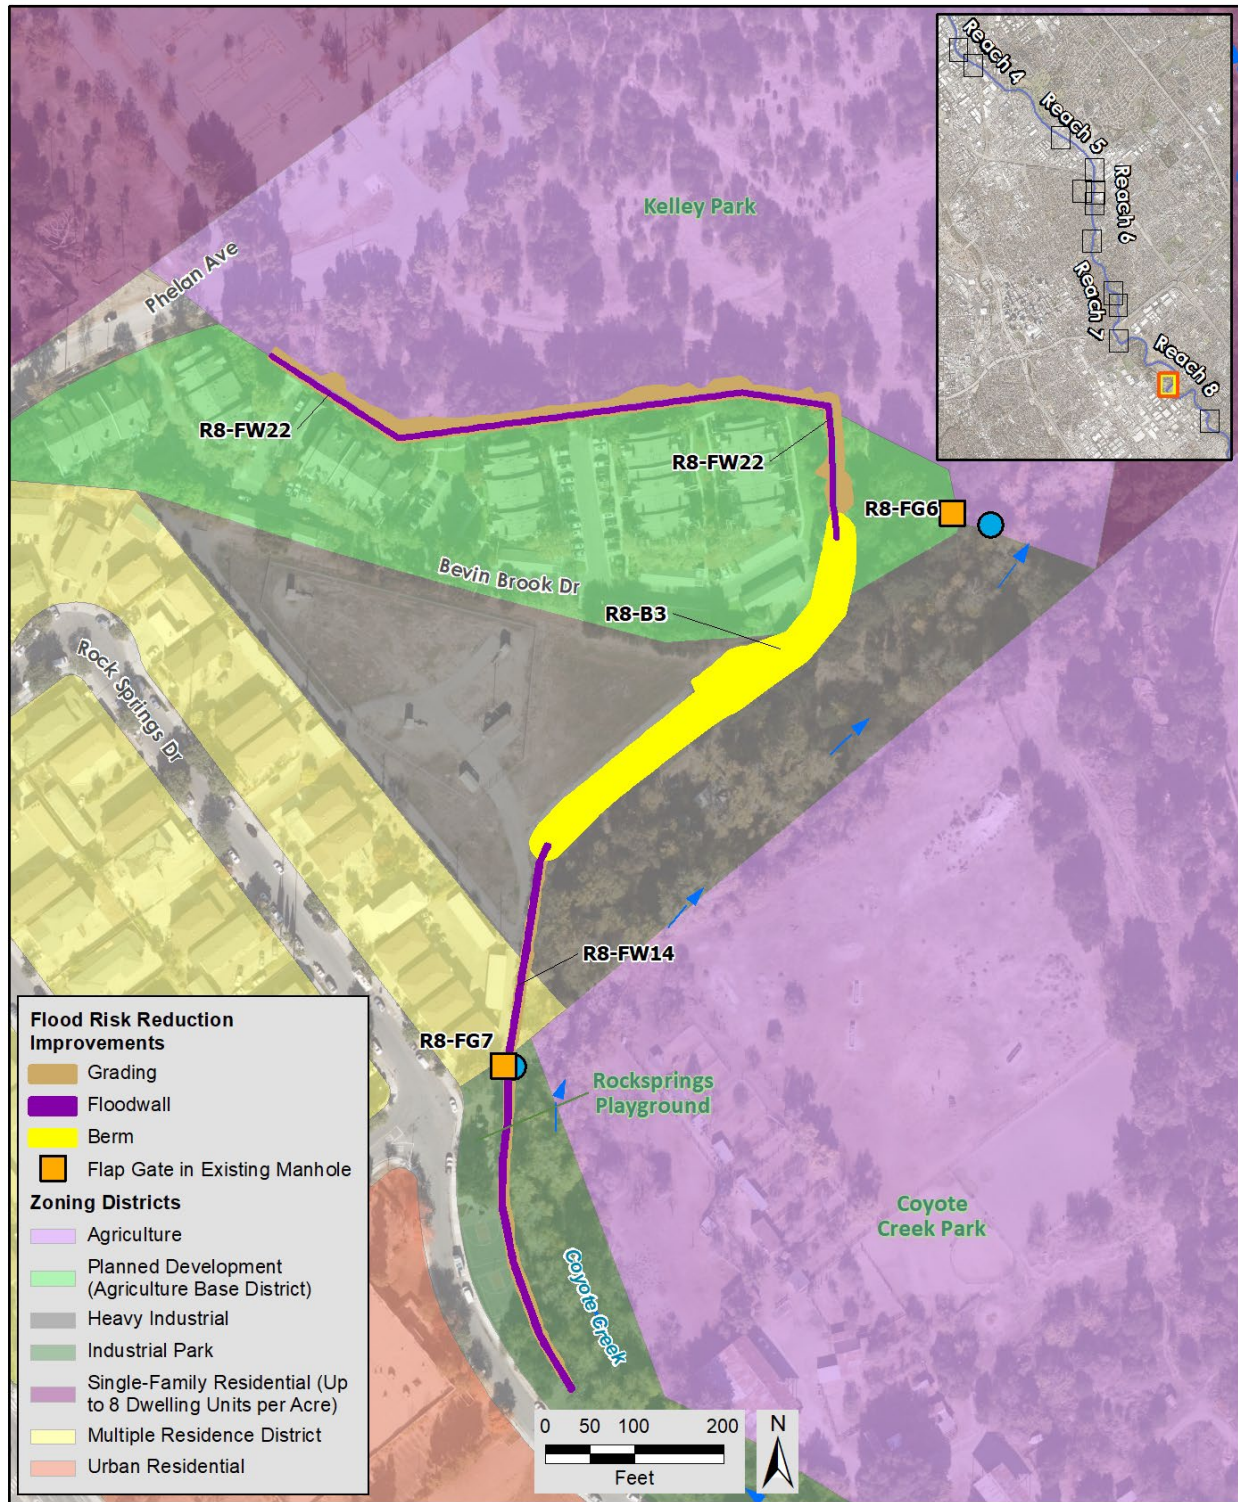 Reach 4
Reach 5
Reach 6
Reach 7
Reach 8
Kelley Park
Phelan Ave
R8-FW22
R8-FW22
R8-FG6
Bevin Brook Dr
R8-B3
Rock Springs Dr
R8-FW14
R8-FG7
Rocksprings
Playground
Coyote
Creek Park
Coyote Creek
Flood Risk Reduction
Improvements
Grading
Floodwall
Berm
Flap Gate in Existing Manhole
Zoning Districts
Agriculture
Planned Development
(Agriculture Base District)
Heavy Industrial
Industrial Park
Single-Family Residential (Up
to 8 Dwelling Units per Acre)
Multiple Residence District
Urban Residential
0 50 100 200
Feet
N